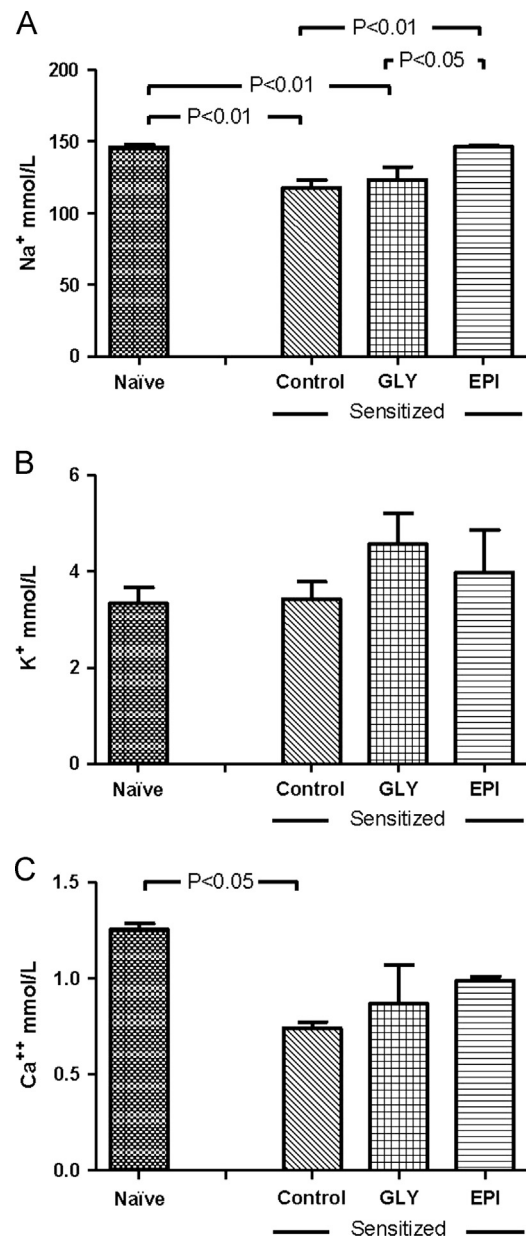 A
P<0.01
P<0.05
P<0.01
P<0.01
200
150
100
50
0
Na+ mmol/L
Naïve Control GLY EPI
Sensitized
B
6
4
2
0
K+ mmol/L
Naïve Control GLY EPI
Sensitized
C
P<0.05
1.5
1.0
0.5
0.0
Ca++ mmol/L
Naïve Control GLY EPI
Sensitized